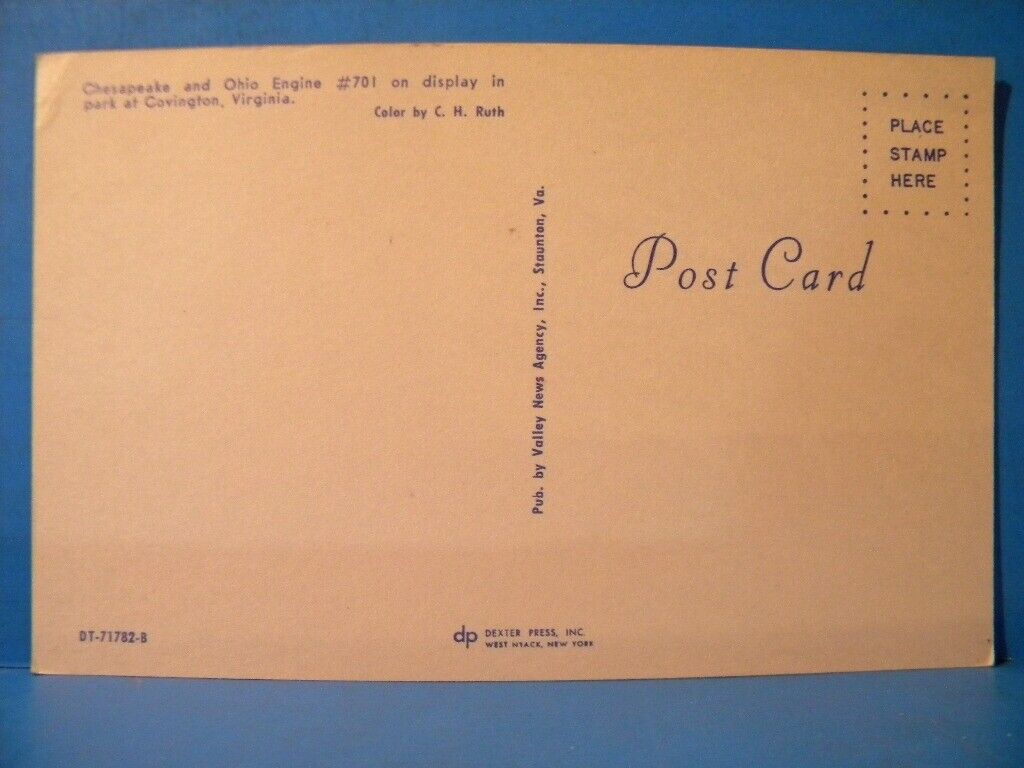 Chesapeake and Ohio Engine #701 on display in
park at Covington, Virginia.
Color by C. H. Ruth
PLACE
STAMP
HERE
Post Card
Pub. by Valley News Agency, Inc., Staunton, Va.
DT-71782-B
dp DEXTER PRESS, INC.
WEST NYACK, NEW YORK